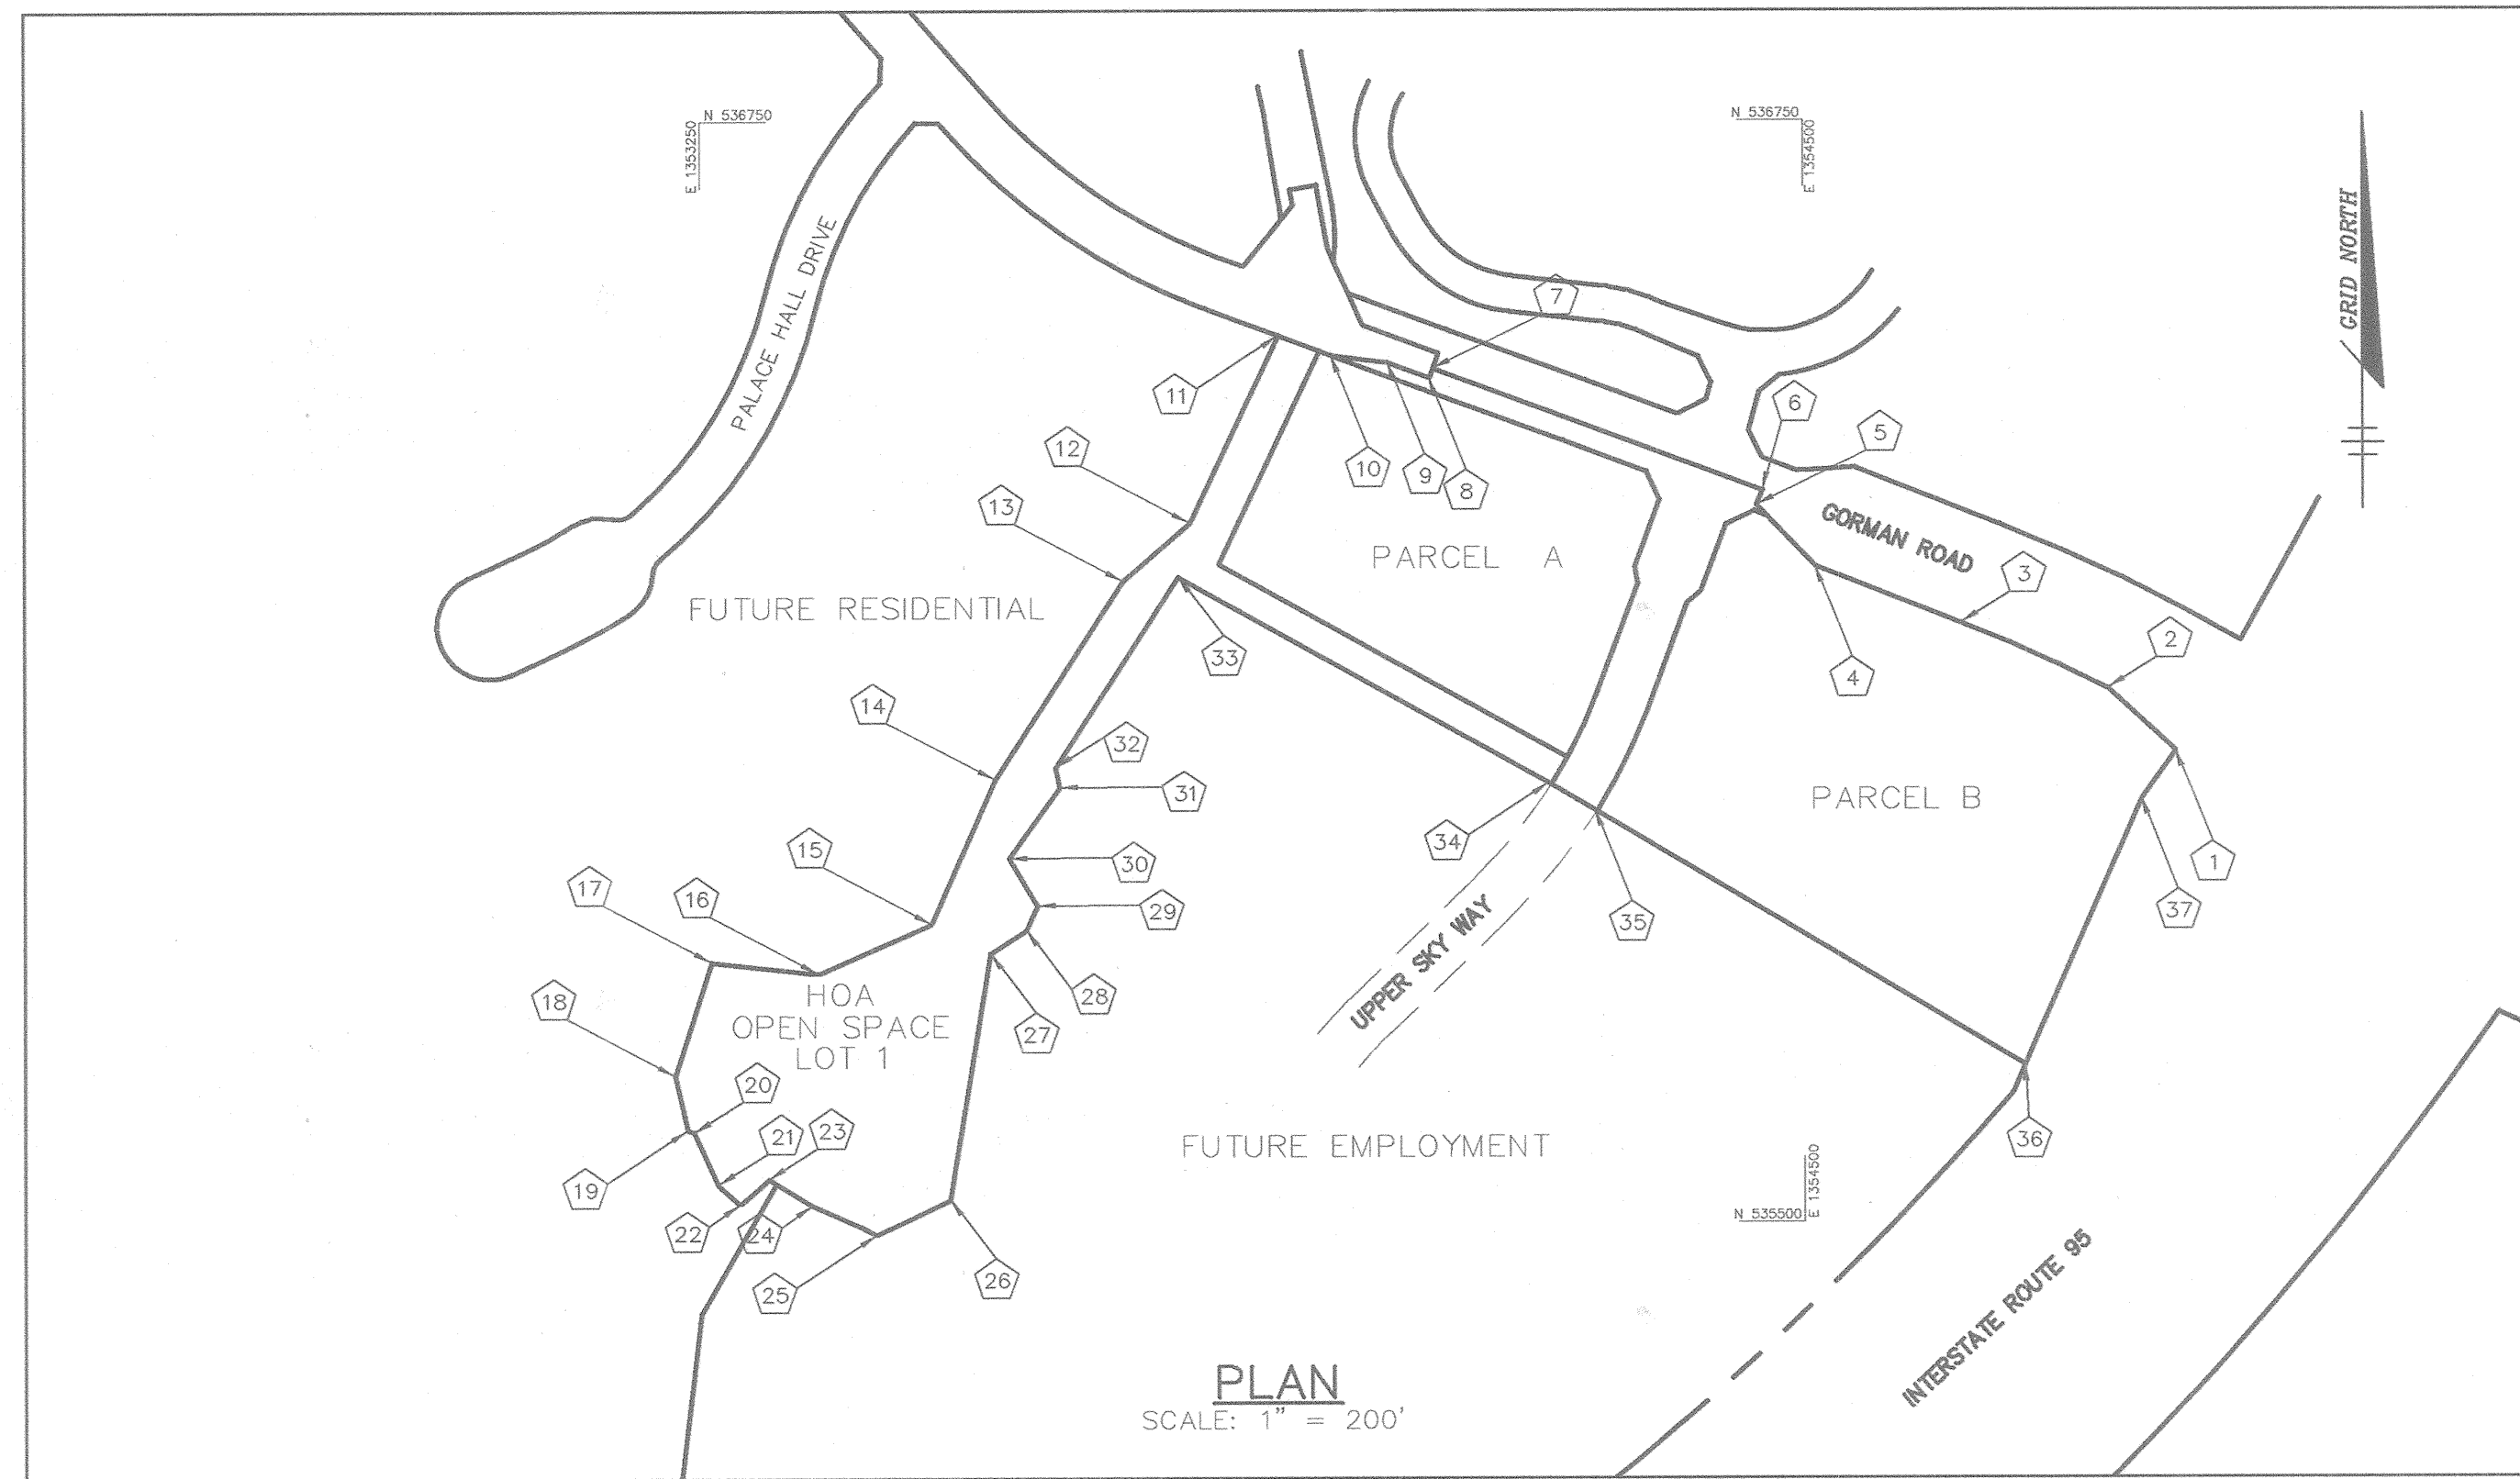 N 536750
E 1353250
N 536750
E 1354500
GRID NORTH
PALACE HALL DRIVE
7
11
6
5
12
10
9
8
13
GORMAN ROAD
PARCEL A
3
FUTURE RESIDENTIAL
33
2
4
14
32
31
PARCEL B
15
34
30
1
17
16
29
35
37
UPPER SKY WAY
18
HOA
OPEN SPACE
LOT 1
28
27
20
21
23
FUTURE EMPLOYMENT
36
19
22
24
N 535500
E 1354500
25
26
INTERSTATE ROUTE 95
PLAN
SCALE: 1" = 200'